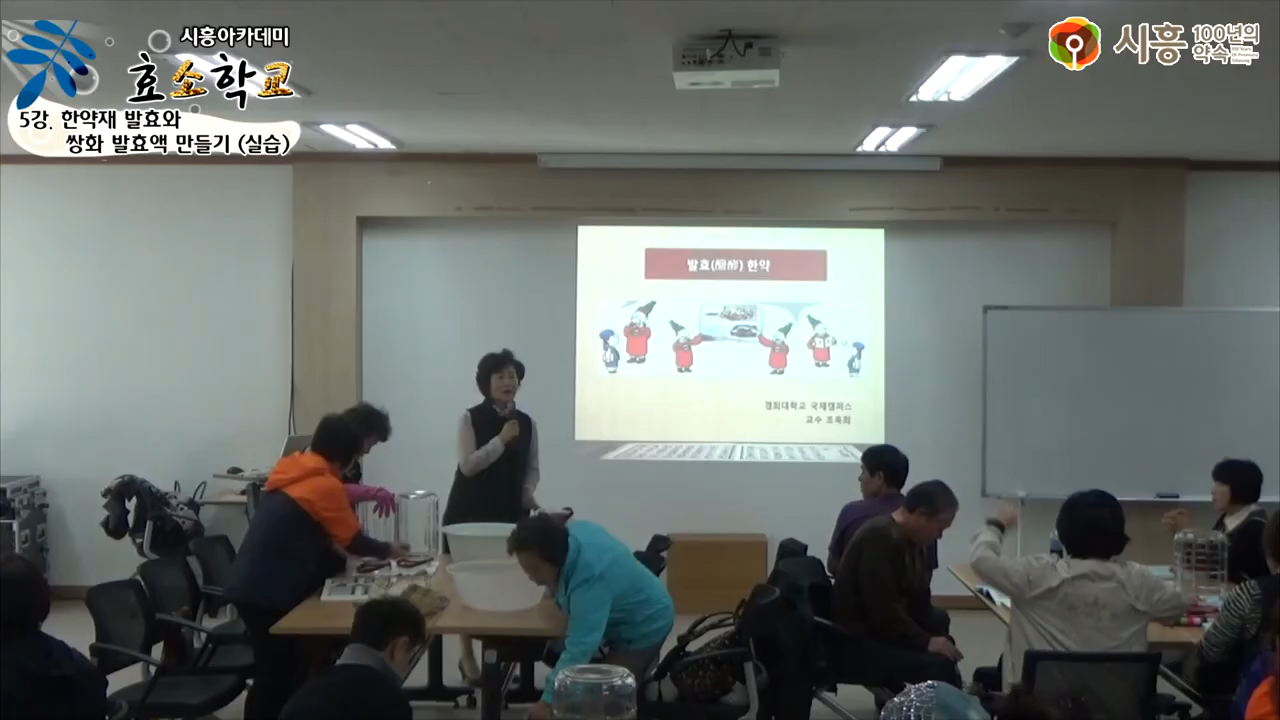 시흥아카데미
효소학교
5강. 한약재 발효와
쌍화 발효액 만들기 (실습)
시흥 100년의
약속
발효(醱酵) 한약
경희대학교 국제캠퍼스
교수 조육희